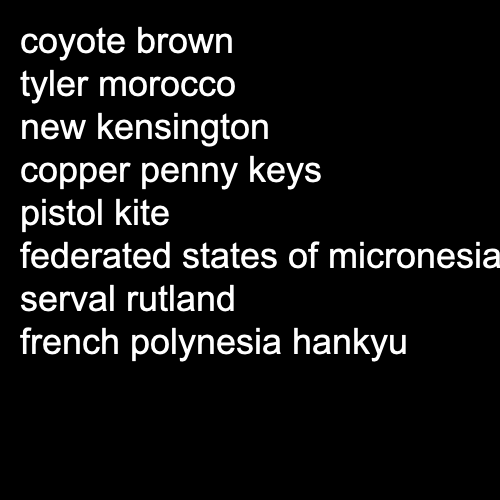 coyote brown
tyler morocco
new kensington
copper penny keys
pistol kite
federated states of micronesia
serval rutland
french polynesia hankyu